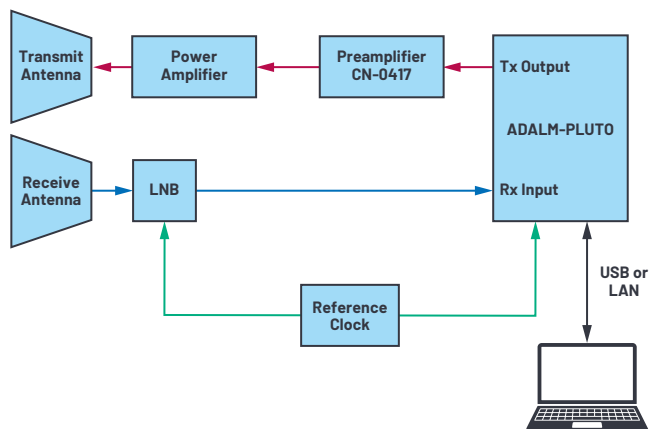 Transmit
Antenna
Power
Amplifier
Preamplifier
CN-0417
Tx Output
ADALM-PLUTO
Rx Input
Receive
Antenna
LNB
Reference
Clock
USB or
LAN